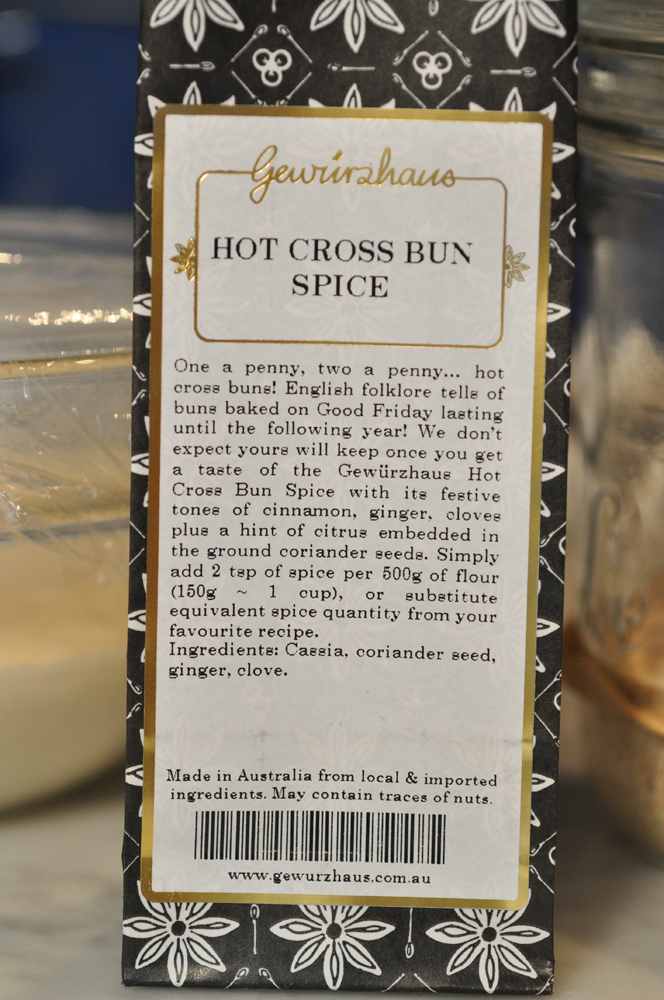 Gewürzhaus
HOT CROSS BUN
SPICE
One a penny, two a penny... hot
cross buns! English folklore tells of
buns baked on Good Friday lasting
until the following year! We don't
expect yours will keep once you get
a taste of the Gewürzhaus Hot
Cross Bun Spice with its festive
tones of cinnamon, ginger, cloves
plus a hint of citrus embedded in
the ground coriander seeds. Simply
add 2 tsp of spice per 500g of flour
(150g ~ 1 cup), or substitute
equivalent spice quantity from your
favourite recipe.
Ingredients: Cassia, coriander seed,
ginger, clove.
Made in Australia from local & imported
ingredients. May contain traces of nuts.
www.gewurzhaus.com.au